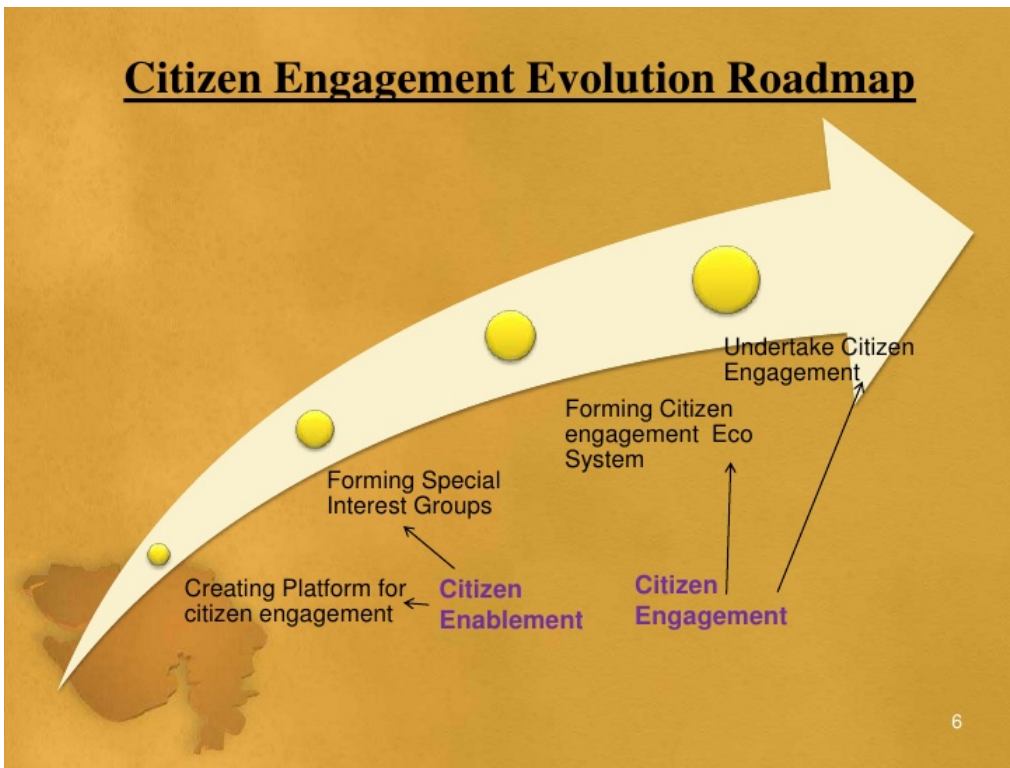 Citizen Engagement Evolution Roadmap
Undertake Citizen
Engagement
Forming Citizen
engagement Eco
System
Forming Special
Interest Groups
Creating Platform for
citizen engagement
Citizen
Enablement
Citizen
Engagement
6